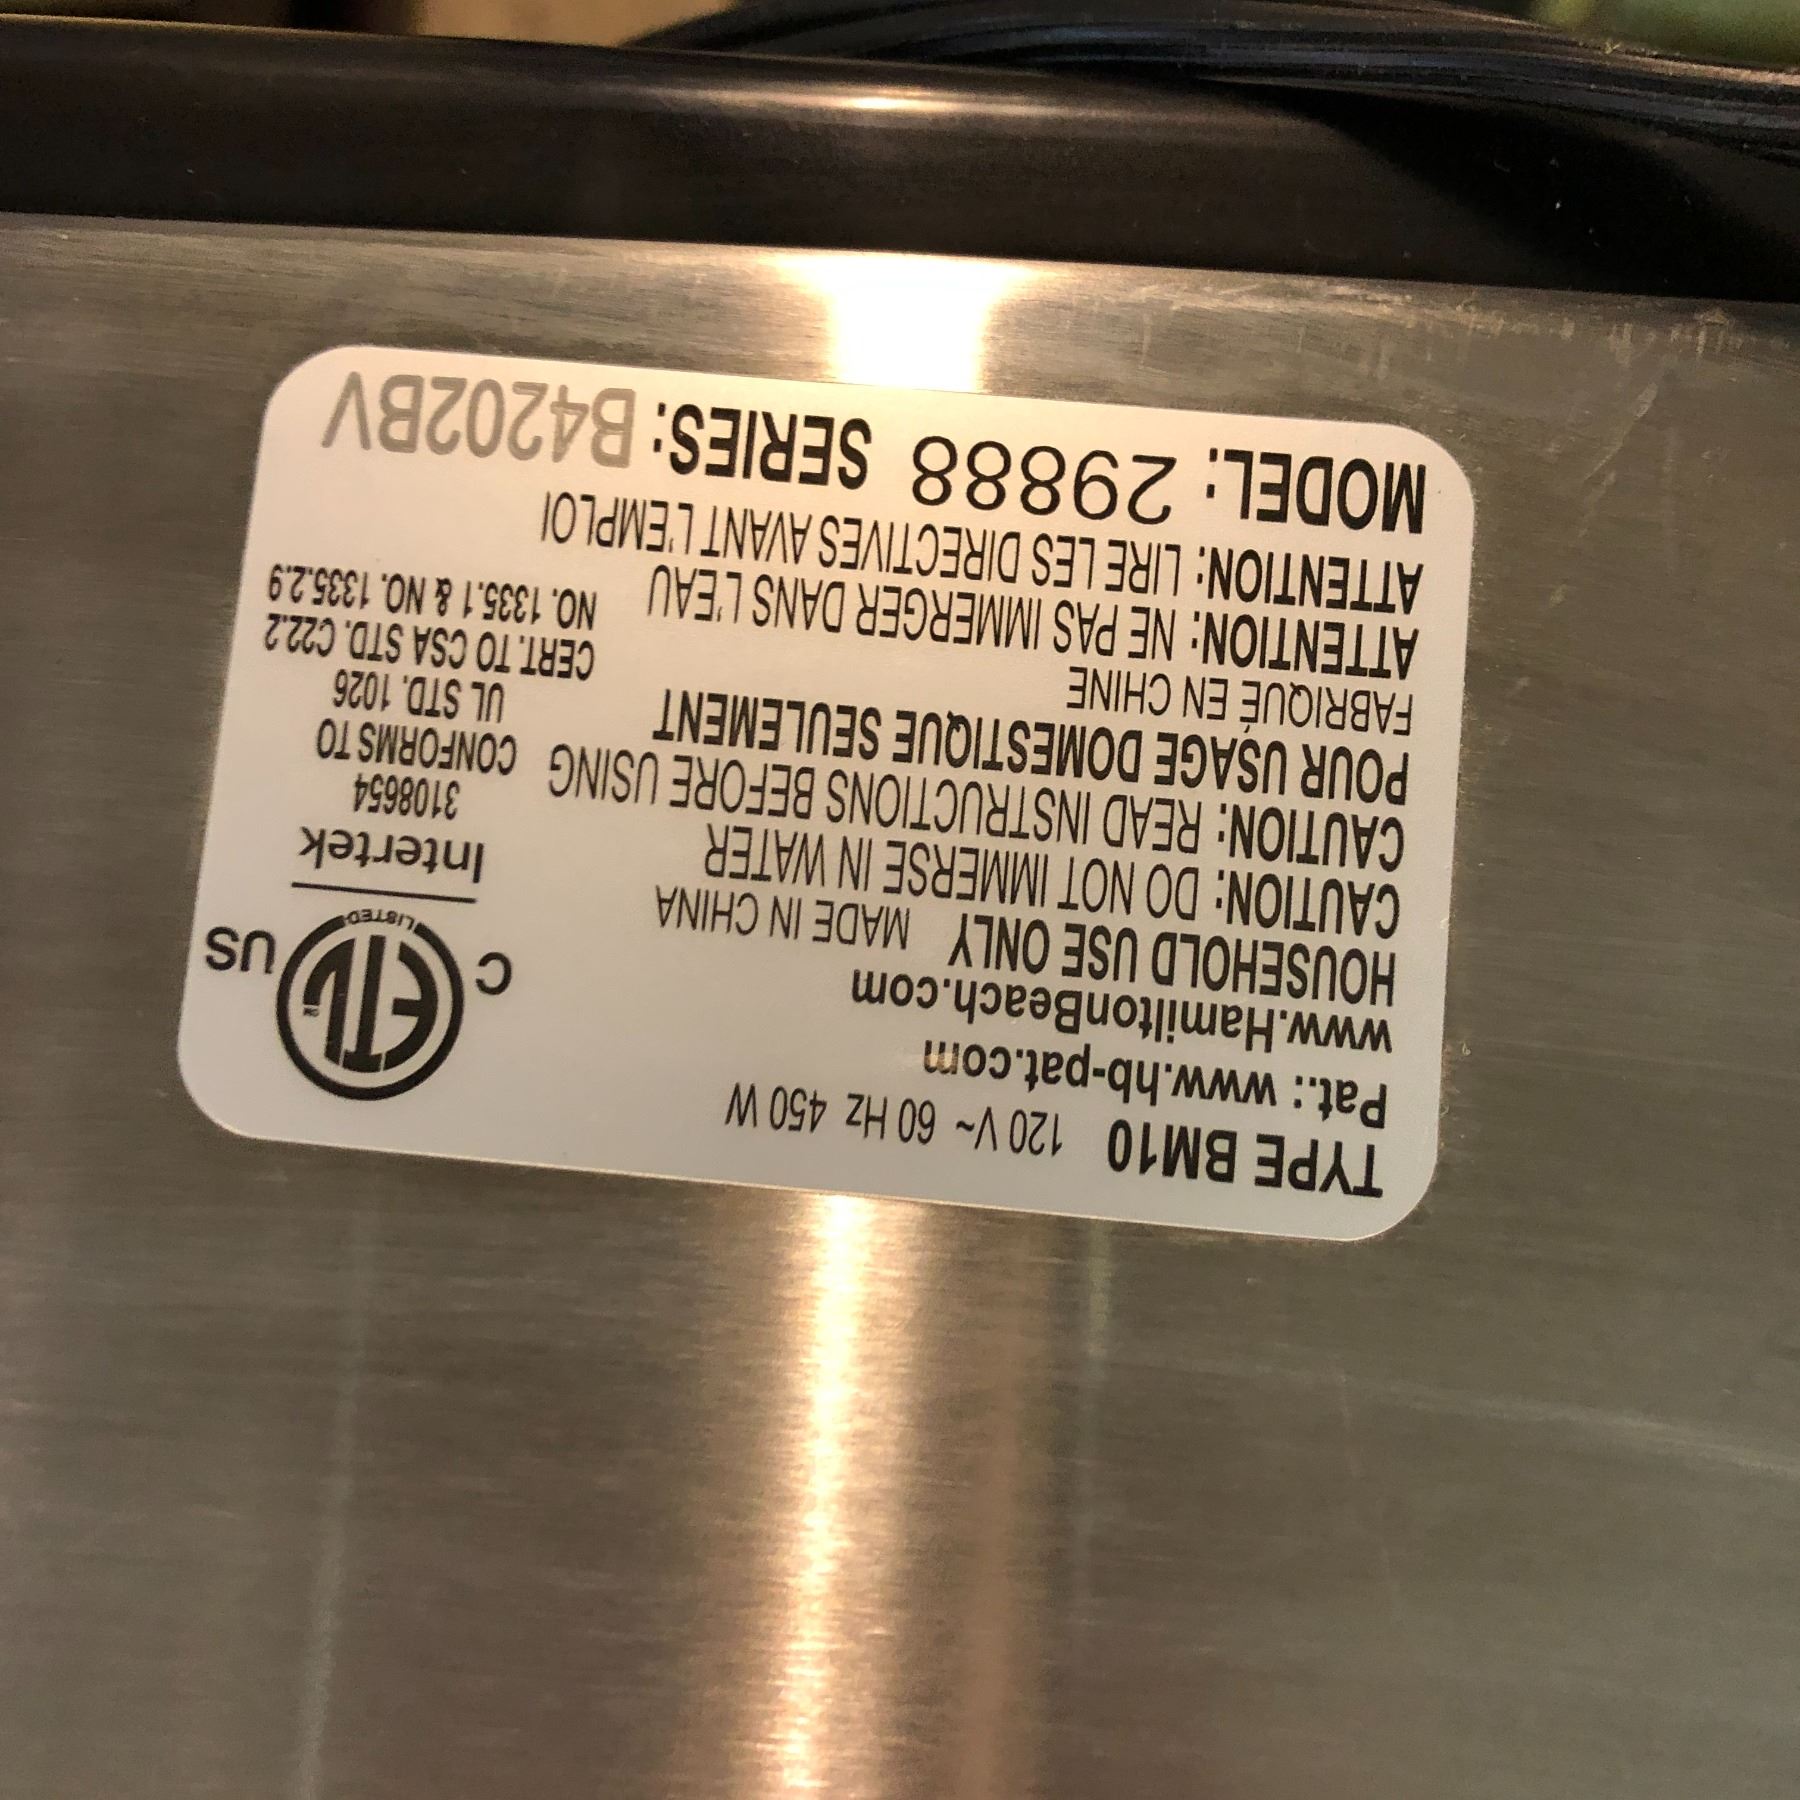 TYPE BM10 120 V~ 60 Hz 450 W
Pat.: www.hb-pat.com
www.HamiltonBeach.com
HOUSEHOLD USE ONLY MADE IN CHINA
CAUTION: DO NOT IMMERSE IN WATER
CAUTION: READ INSTRUCTIONS BEFORE USING
POUR USAGE DOMESTIQUE SEULEMENT
FABRIQUÉ EN CHINE
ATTENTION: NE PAS IMMERGER DANS L'EAU
ATTENTION: LIRE LES DIRECTIVES AVANT L'EMPLOI
MODEL: 29888 SERIES: B4202BV
C ETL US
LISTED
Intertek
3108654
CONFORMS TO
UL STD. 1026
CERT. TO CSA STD. C22.2
NO. 1335.1 & NO. 1335.2.9